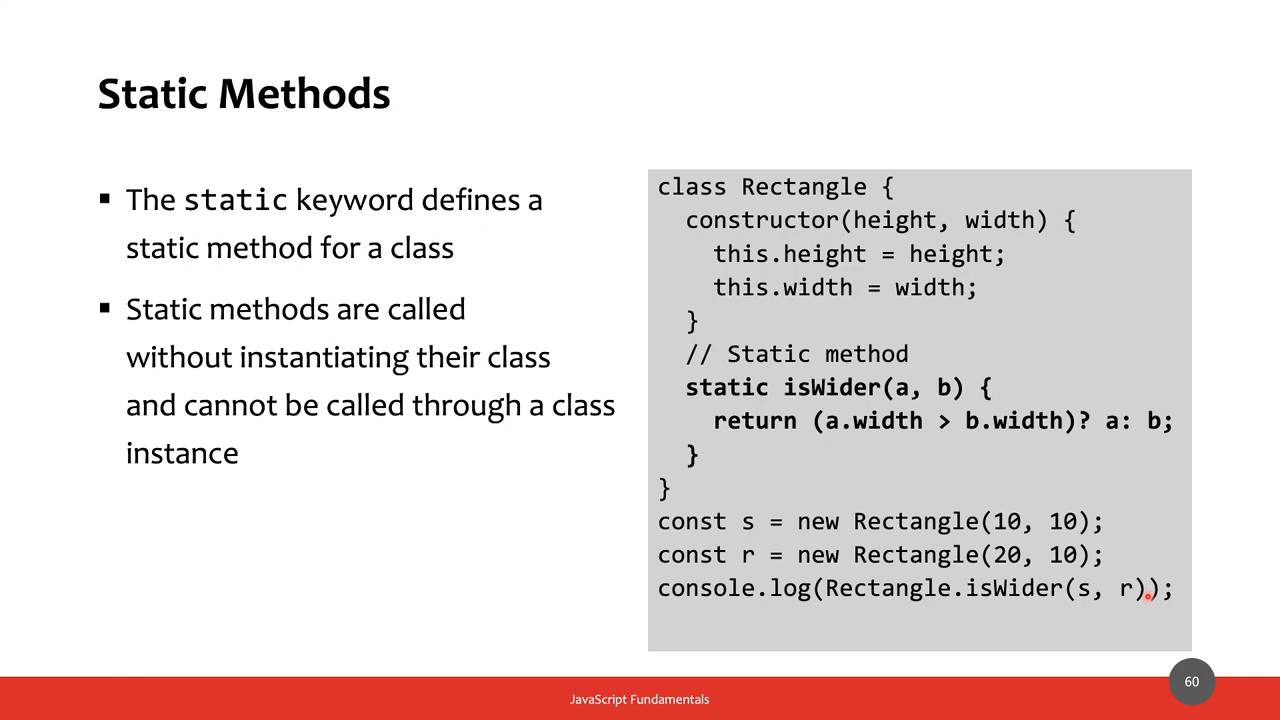 Static Methods
▪ The static keyword defines a
static method for a class
▪ Static methods are called
without instantiating their class
and cannot be called through a class
instance
class Rectangle {
  constructor(height, width) {
    this.height = height;
    this.width = width;
  }
  // Static method
  static isWider(a, b) {
    return (a.width > b.width)? a: b;
  }
}
const s = new Rectangle(10, 10);
const r = new Rectangle(20, 10);
console.log(Rectangle.isWider(s, r));
JavaScript Fundamentals
60